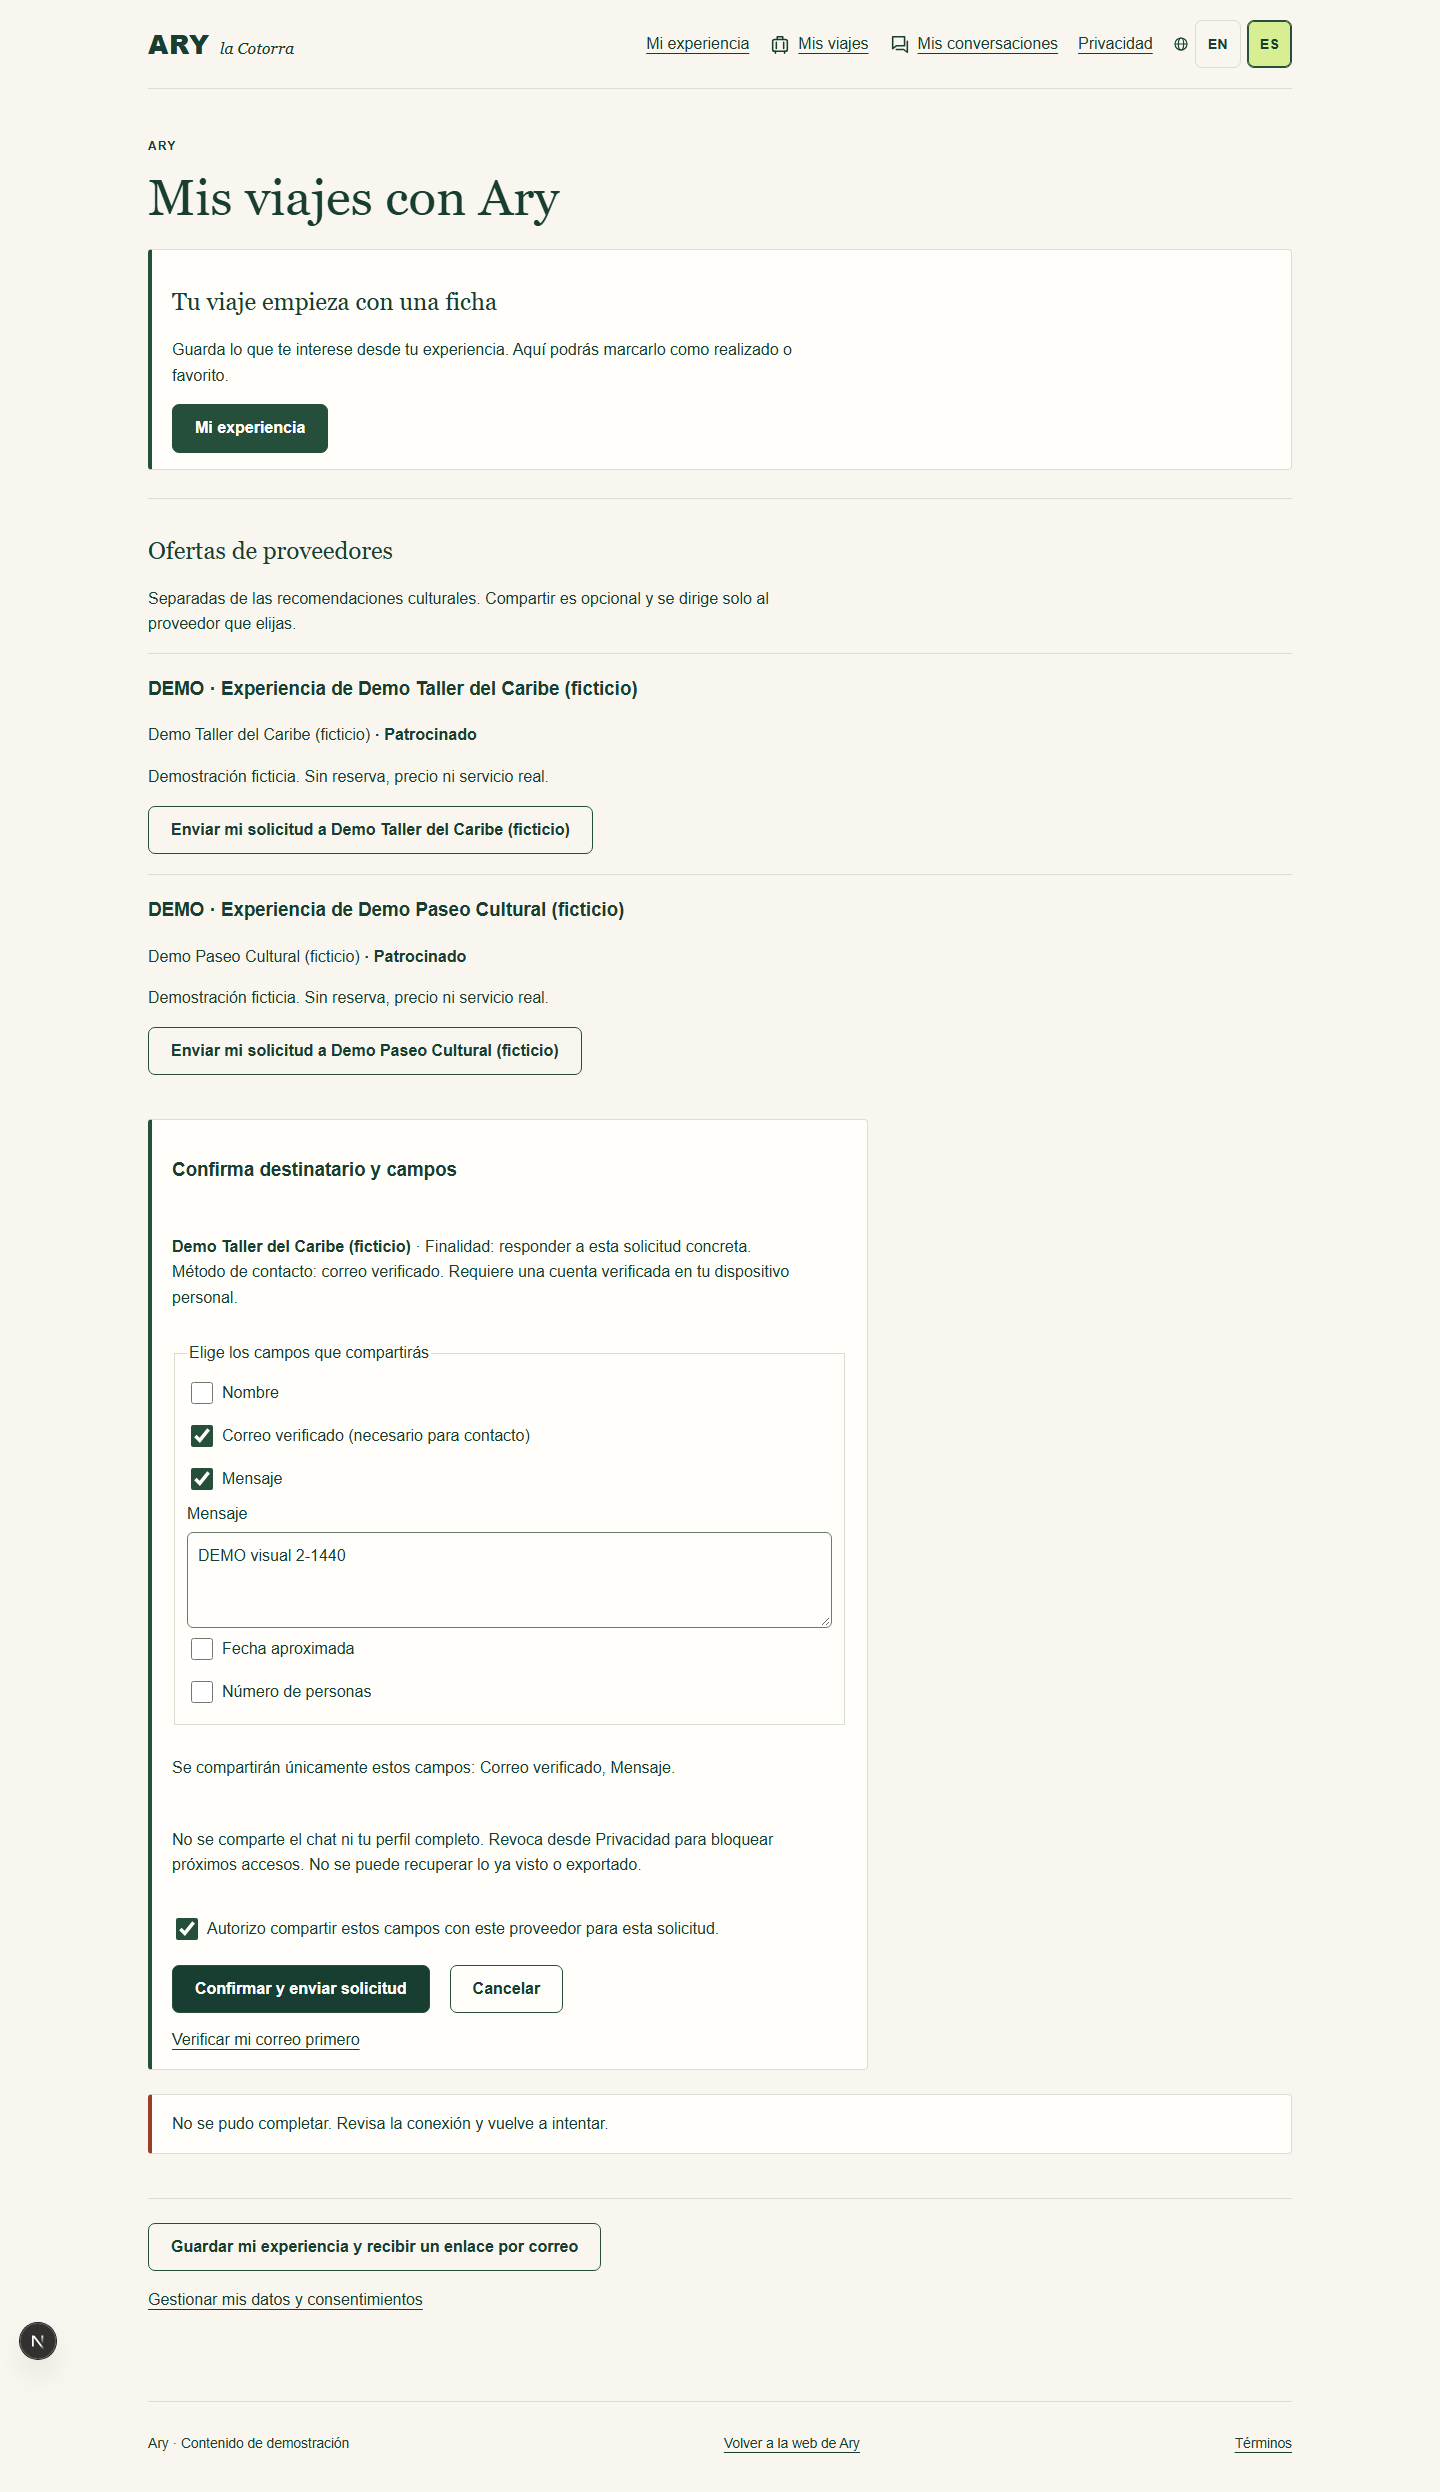 ARY la Cotorra
Mi experiencia
Mis viajes
Mis conversaciones
Privacidad
EN
ES
ARY
Mis viajes con Ary
Tu viaje empieza con una ficha
Guarda lo que te interese desde tu experiencia. Aquí podrás marcarlo como realizado o
favorito.
Mi experiencia
Ofertas de proveedores
Separadas de las recomendaciones culturales. Compartir es opcional y se dirige solo al
proveedor que elijas.
DEMO · Experiencia de Demo Taller del Caribe (ficticio)
Demo Taller del Caribe (ficticio) · Patrocinado
Demostración ficticia. Sin reserva, precio ni servicio real.
Enviar mi solicitud a Demo Taller del Caribe (ficticio)
DEMO · Experiencia de Demo Paseo Cultural (ficticio)
Demo Paseo Cultural (ficticio) · Patrocinado
Demostración ficticia. Sin reserva, precio ni servicio real.
Enviar mi solicitud a Demo Paseo Cultural (ficticio)
Confirma destinatario y campos
Demo Taller del Caribe (ficticio) · Finalidad: responder a esta solicitud concreta.
Método de contacto: correo verificado. Requiere una cuenta verificada en tu dispositivo
personal.
Elige los campos que compartirás
Nombre
Correo verificado (necesario para contacto)
Mensaje
Mensaje
DEMO visual 2-1440
Fecha aproximada
Número de personas
Se compartirán únicamente estos campos: Correo verificado, Mensaje.
No se comparte el chat ni tu perfil completo. Revoca desde Privacidad para bloquear
próximos accesos. No se puede recuperar lo ya visto o exportado.
Autorizo compartir estos campos con este proveedor para esta solicitud.
Confirmar y enviar solicitud
Cancelar
Verificar mi correo primero
No se pudo completar. Revisa la conexión y vuelve a intentar.
Guardar mi experiencia y recibir un enlace por correo
Gestionar mis datos y consentimientos
N
Ary · Contenido de demostración
Volver a la web de Ary
Términos